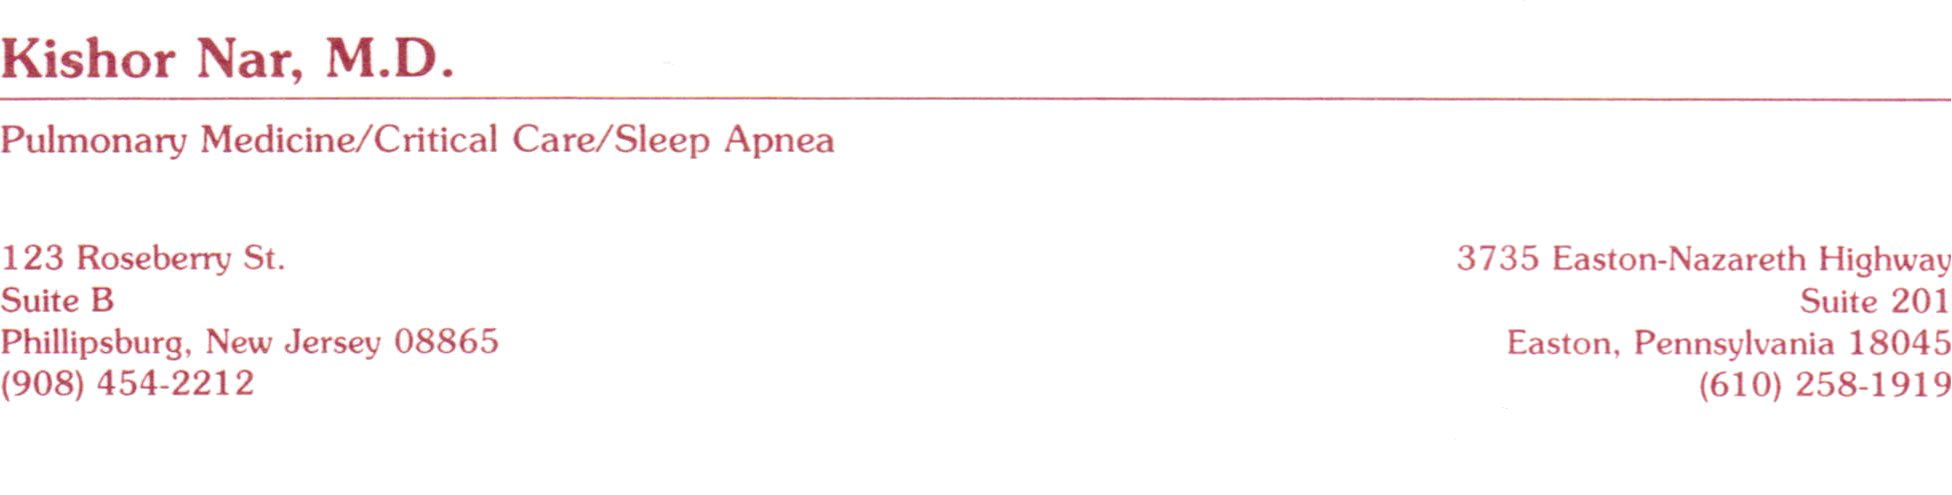 Kishor Nar, M.D.
Pulmonary Medicine/Critical Care/Sleep Apnea
123 Roseberry St.
Suite B
Phillipsburg, New Jersey 08865
(908) 454-2212
3735 Easton-Nazareth Highway
Suite 201
Easton, Pennsylvania 18045
(610) 258-1919